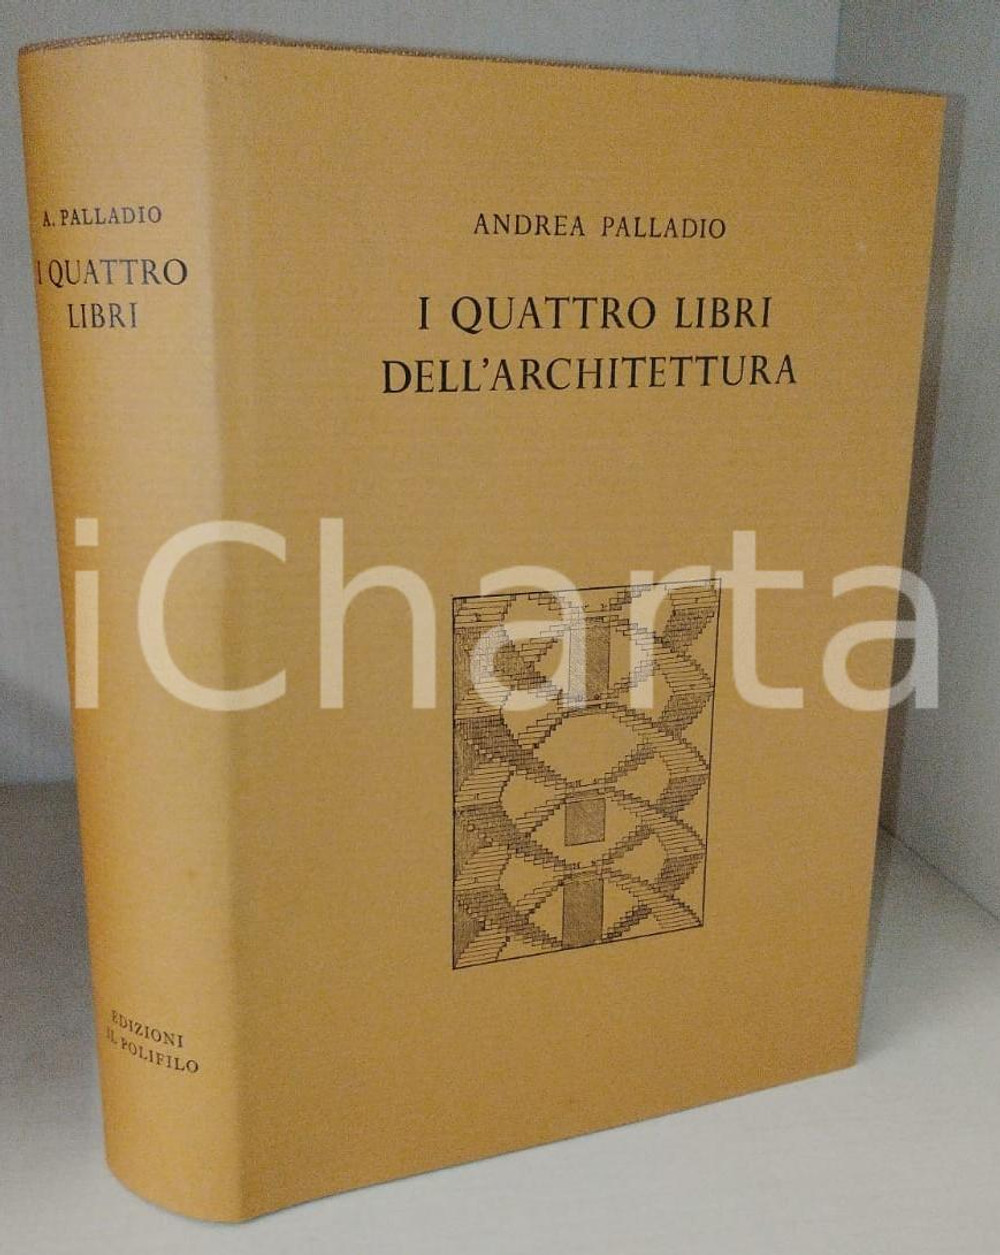 A. PALLADIO
I QUATTRO
LIBRI
EDIZIONI
IL POLIFILO
ANDREA PALLADIO
I QUATTRO LIBRI
DELL'ARCHITETTURA
iCharta